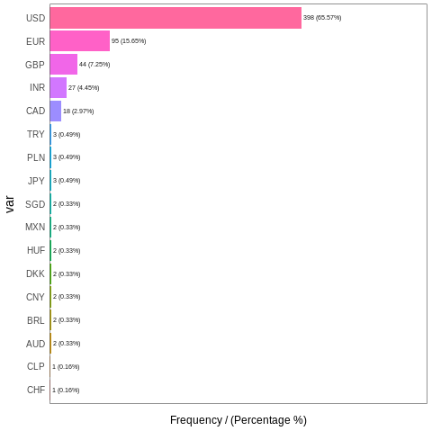 USD 398 (65.57%)
EUR 95 (15.65%)
GBP 44 (7.25%)
INR 27 (4.45%)
CAD 18 (2.97%)
TRY 3 (0.49%)
PLN 3 (0.49%)
JPY 3 (0.49%)
SGD 2 (0.33%)
MXN 2 (0.33%)
HUF 2 (0.33%)
DKK 2 (0.33%)
CNY 2 (0.33%)
BRL 2 (0.33%)
AUD 2 (0.33%)
CLP 1 (0.16%)
CHF 1 (0.16%)
var
Frequency / (Percentage %)